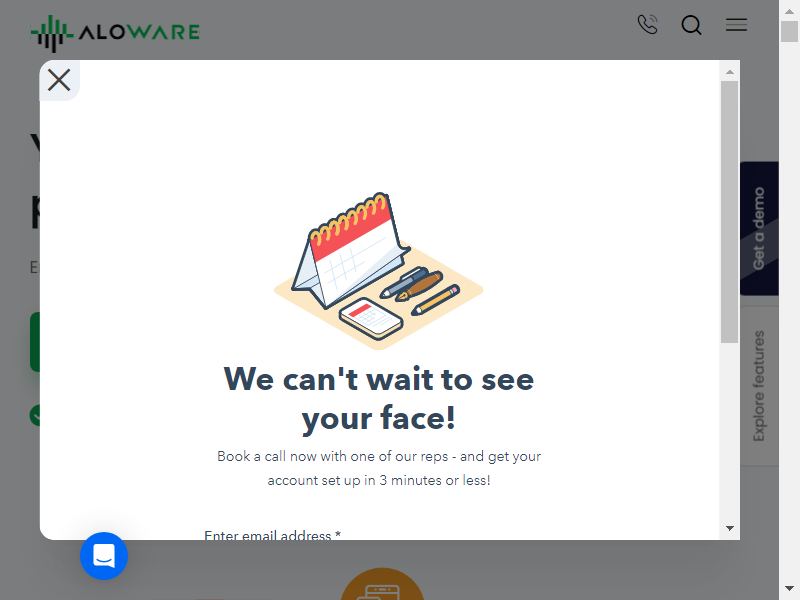 ALOWARE
Get a demo
Explore features
We can't wait to see
your face!
Book a call now with one of our reps - and get your
account set up in 3 minutes or less!
Enter email address *